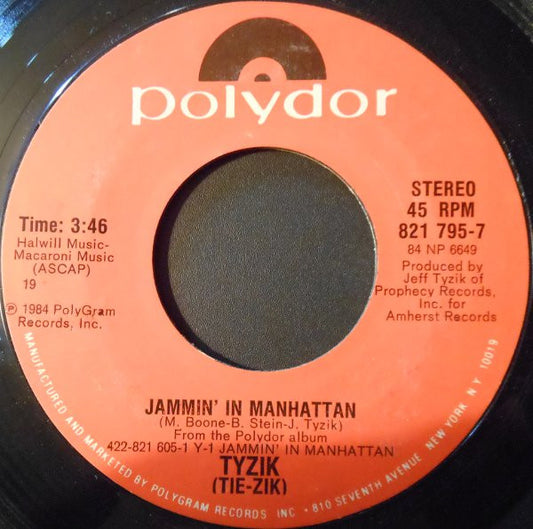 polydor
Time: 3:46
Halwill Music-
Macaroni Music
(ASCAP)
19
℗ 1984 PolyGram
Records, Inc.
STEREO
45 RPM
821 795-7
84 NP 6649
Produced by
Jeff Tyzik of
Prophecy Records,
Inc. for
Amherst Records
JAMMIN' IN MANHATTAN
(M. Boone-B. Stein-J. Tyzik)
From the Polydor album
422-821 605-1 Y-1 JAMMIN' IN MANHATTAN
TYZIK
(TIE-ZIK)
MANUFACTURED AND MARKETED BY POLYGRAM RECORDS INC • 810 SEVENTH AVENUE, NEW YORK, N Y 10019